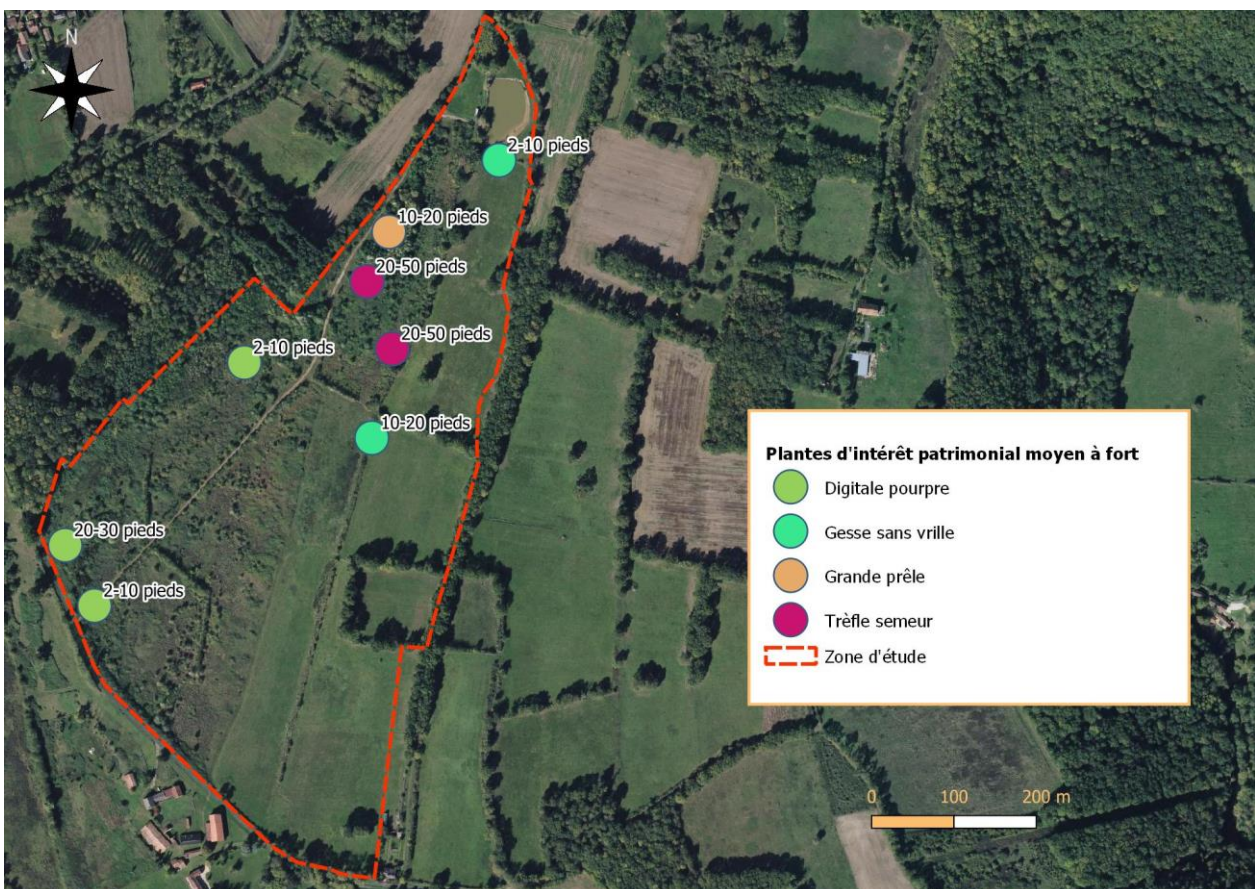 N
2-10 pieds
10-20 pieds
20-50 pieds
20-50 pieds
2-10 pieds
10-20 pieds
20-30 pieds
2-10 pieds
Plantes d'intérêt patrimonial moyen à fort
Digitale pourpre
Gesse sans vrille
Grande prêle
Trèfle semeur
Zone d'étude
0 100 200 m